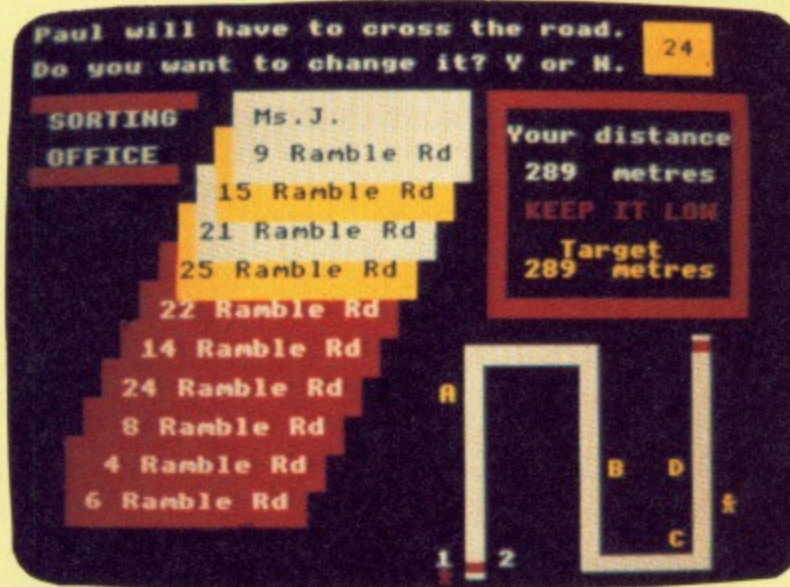 Paul will have to cross the road.
Do you want to change it? Y or N.
24
SORTING
OFFICE
Ms.J.
9 Ramble Rd
15 Ramble Rd
21 Ramble Rd
25 Ramble Rd
22 Ramble Rd
14 Ramble Rd
24 Ramble Rd
8 Ramble Rd
4 Ramble Rd
6 Ramble Rd
Your distance
289 metres
KEEP IT LOW
Target
289 metres
A
B D
C
1 2